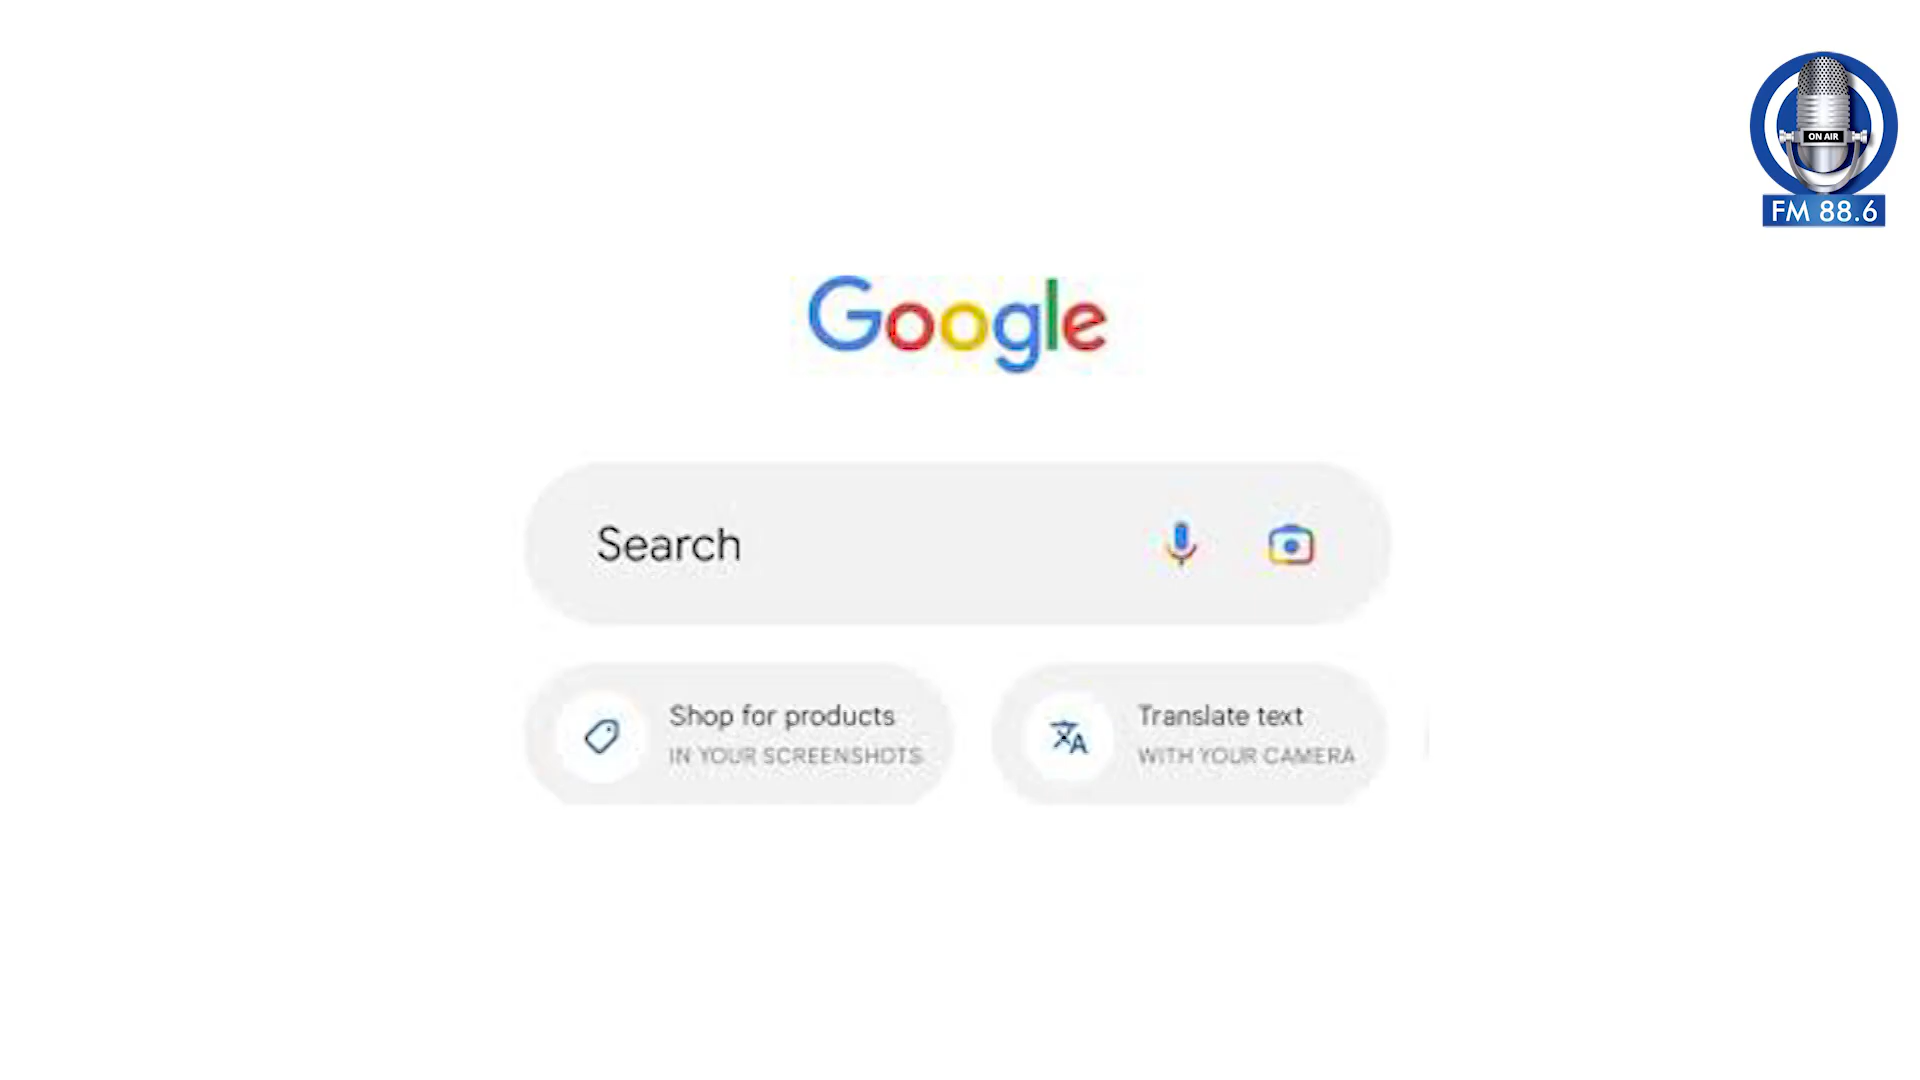 ON AIR
FM 88.6
Google
Search
Shop for products
IN YOUR SCREENSHOTS
Translate text
WITH YOUR CAMERA